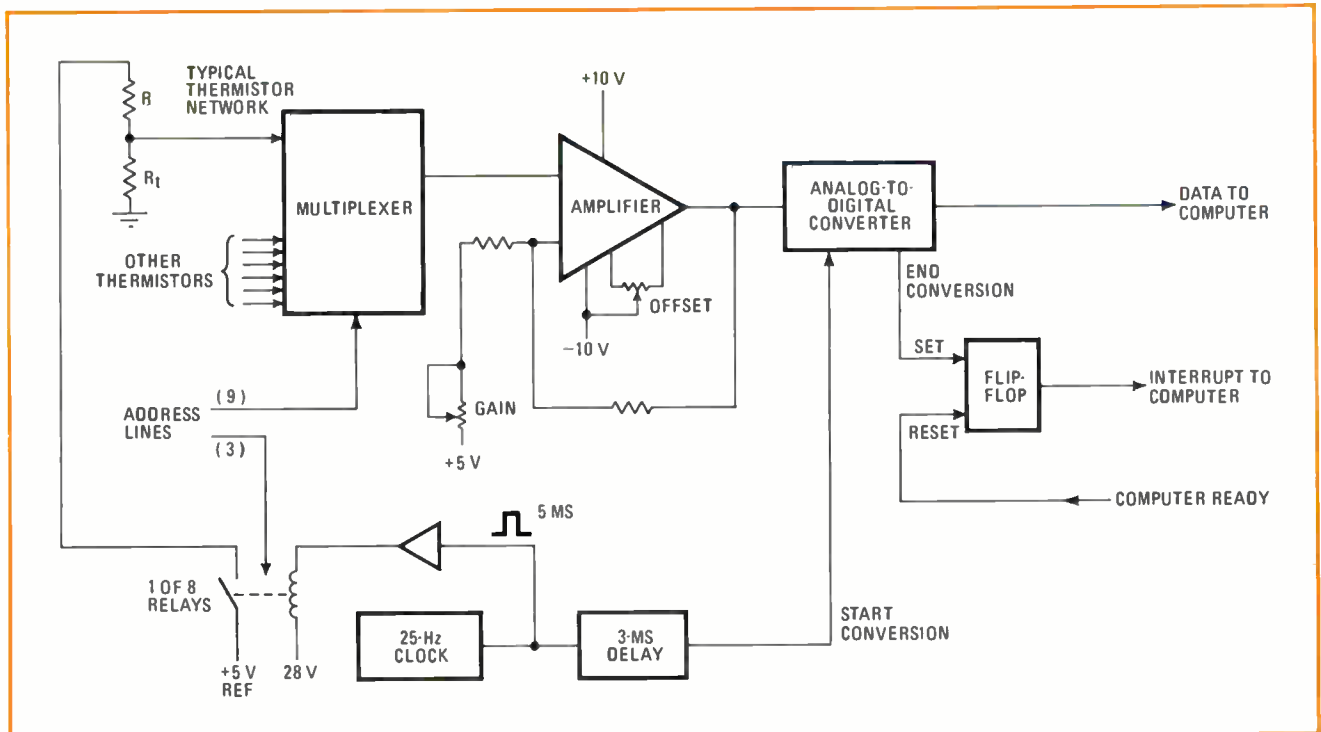 R
R_t
TYPICAL
THERMISTOR
NETWORK
OTHER
THERMISTORS
MULTIPLEXER
ADDRESS
LINES
(9)
(3)
+10 V
AMPLIFIER
OFFSET
-10 V
GAIN
+5 V
ANALOG-TO-
DIGITAL
CONVERTER
DATA TO
COMPUTER
END
CONVERSION
SET
RESET
FLIP-
FLOP
INTERRUPT TO
COMPUTER
COMPUTER READY
1 OF 8
RELAYS
+5 V
REF
28 V
5 MS
25-Hz
CLOCK
3-MS
DELAY
START
CONVERSION